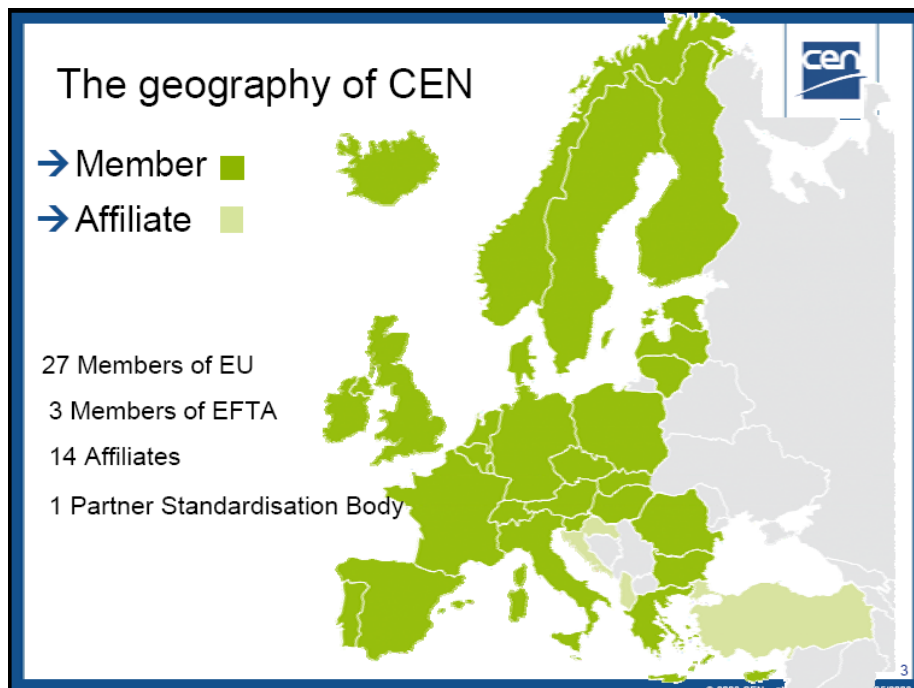 The geography of CEN
cen
→ Member
→ Affiliate
27 Members of EU
3 Members of EFTA
14 Affiliates
1 Partner Standardisation Body
3